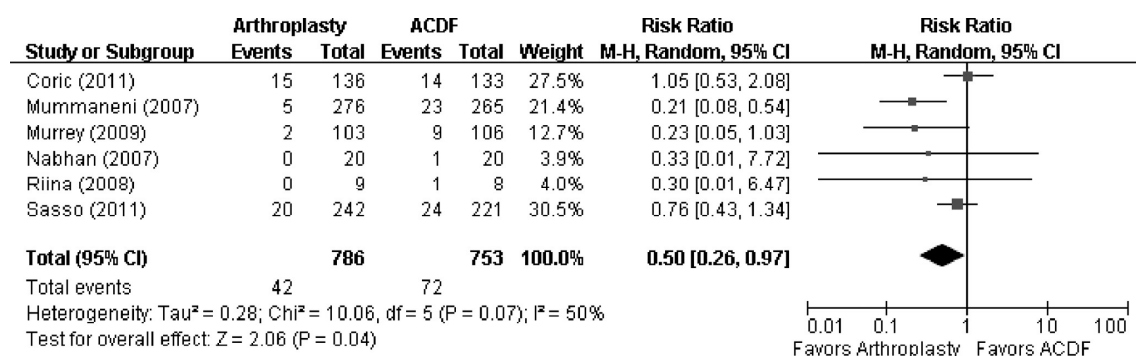 Arthroplasty ACDF Risk Ratio Risk Ratio
Study or Subgroup Events Total Events Total Weight M-H, Random, 95% CI M-H, Random, 95% CI
Coric (2011) 15 136 14 133 27.5% 1.05 [0.53, 2.08]
Mummaneni (2007) 5 276 23 265 21.4% 0.21 [0.08, 0.54]
Murrey (2009) 2 103 9 106 12.7% 0.23 [0.05, 1.03]
Nabhan (2007) 0 20 1 20 3.9% 0.33 [0.01, 7.72]
Riina (2008) 0 9 1 8 4.0% 0.30 [0.01, 6.47]
Sasso (2011) 20 242 24 221 30.5% 0.76 [0.43, 1.34]
Total (95% CI) 786 753 100.0% 0.50 [0.26, 0.97]
Total events 42 72
Heterogeneity: Tau² = 0.28; Chi² = 10.06, df = 5 (P = 0.07); I² = 50%
Test for overall effect: Z = 2.06 (P = 0.04)
0.01 0.1 1 10 100
Favors Arthroplasty Favors ACDF